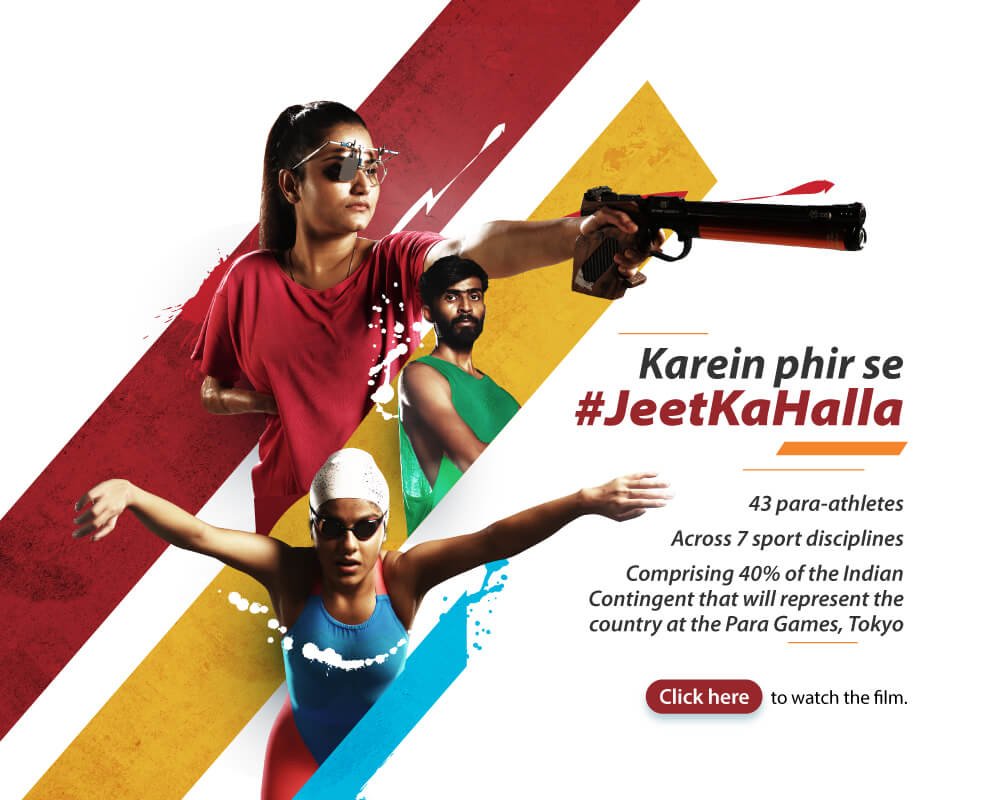 Karein phir se
#JeetKaHalla
43 para-athletes
Across 7 sport disciplines
Comprising 40% of the Indian
Contingent that will represent the
country at the Para Games, Tokyo
Click here to watch the film.